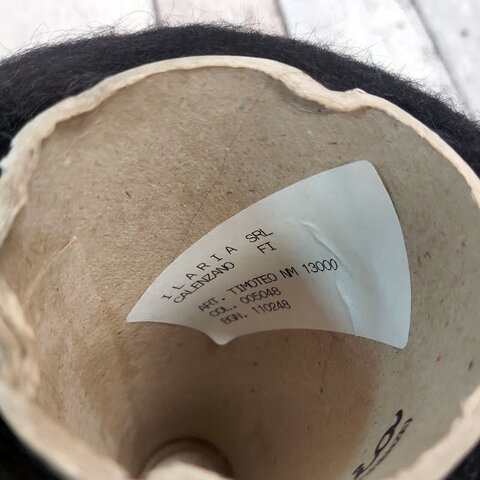 ILARIA SRL
CALENZANO FI
ART. TIMOTEO NM 13000
COL. 005048
BGN. 110248